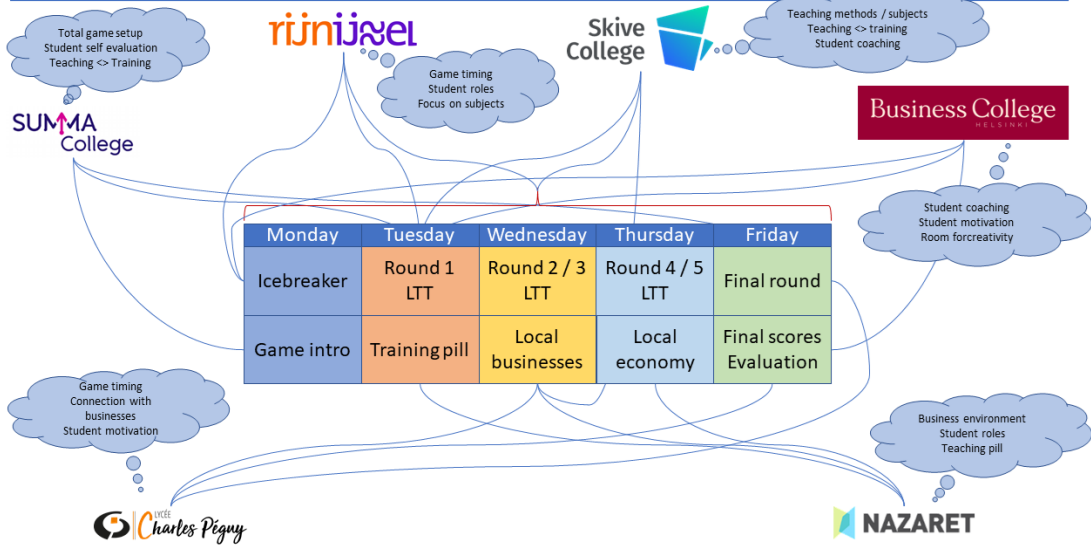 Total game setup
Student self evaluation
Teaching <> Training
rijnijssel
Game timing
Student roles
Focus on subjects
Skive
College
Teaching methods / subjects
Teaching <> training
Student coaching
SUMMA
College
Business College
HELSINKI
Student coaching
Student motivation
Room forcreativity
Monday
Tuesday
Wednesday
Thursday
Friday
Icebreaker
Round 1
LTT
Round 2 / 3
LTT
Round 4 / 5
LTT
Final round
Game intro
Training pill
Local
businesses
Local
economy
Final scores
Evaluation
Game timing
Connection with
businesses
Student motivation
Business environment
Student roles
Teaching pill
LYCÉE
Charles Péguy
NAZARET